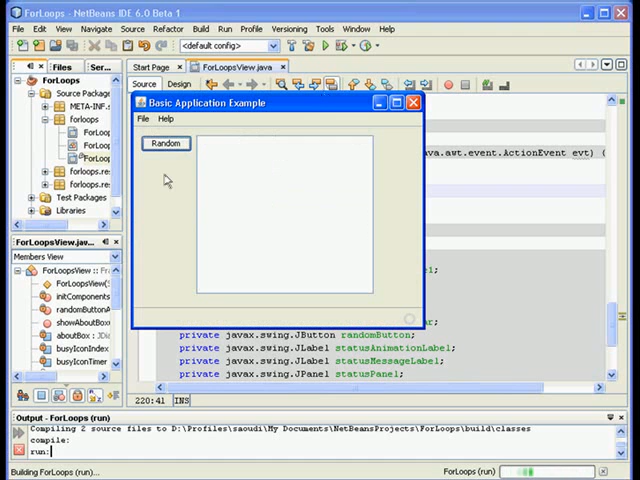 ForLoops - NetBeans IDE 6.0 Beta 1
File Edit View Navigate Source Refactor Build Run Profile Versioning Tools Window Help
<default config>
Files Ser...
Start Page ForLoopsView.java
Source Design
ForLoops
Source Package
META-INF.s
forloops
ForLoo
ForLoo
ForLoop
forloops.res
forloops.res
Test Packages
Libraries
Basic Application Example
File Help
Random
ava.awt.event.ActionEvent evt) {
ForLoopsView.jav...
Members View
ForLoopsView :: Fra
ForLoopsView(
initComponents
randomButtonA
showAboutBox
aboutBox : JDi
busyIconIndex
busyIconTimer
private javax.swing.JButton randomButton;
private javax.swing.JLabel statusAnimationLabel;
private javax.swing.JLabel statusMessageLabel;
private javax.swing.JPanel statusPanel;
220:41 INS
Output - ForLoops (run)
Compiling 2 source files to D:\Profiles\saoudi\My Documents\NetBeansProjects\ForLoops\build\classes
compile:
run:
Building ForLoops (run)... ForLoops (run)